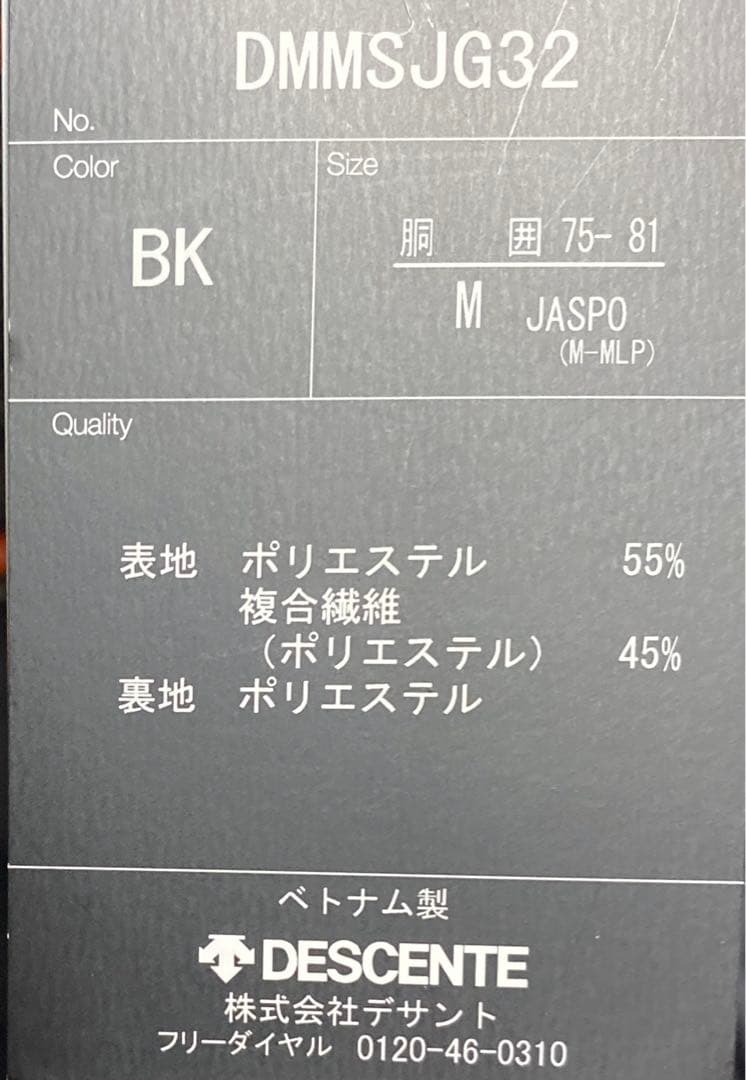 DMMSJG32
No.
Color
Size
BK
胴 囲 75- 81
M JASPO
(M-MLP)
Quality
表地 ポリエステル 55%
複合繊維
(ポリエステル) 45%
裏地 ポリエステル
ベトナム製
DESCENTE
株式会社デサント
フリーダイヤル 0120-46-0310